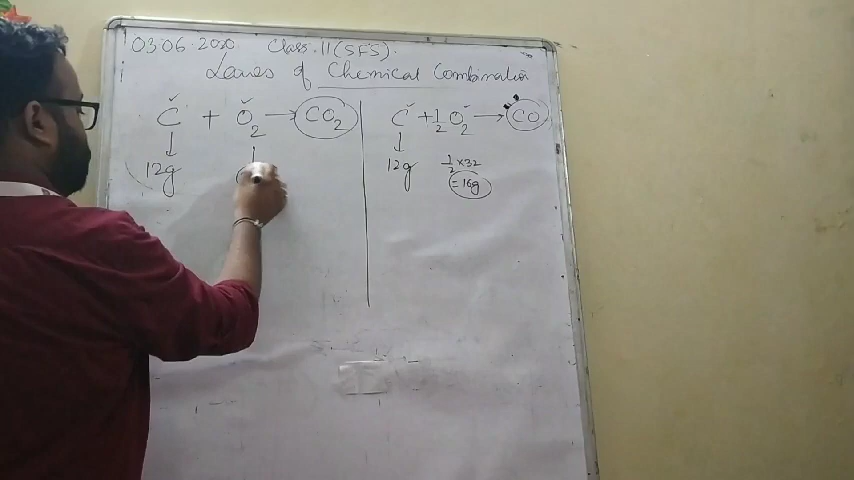 03.06.2020 Class-11(SFS).
Laws of Chemical Combination
C + O2 → CO2
C + 1/2 O2 → CO
12g
12g 1/2 ×32
=16g